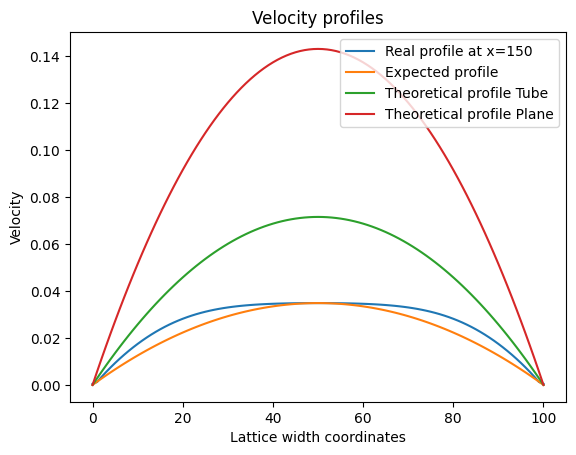 Velocity profiles
Real profile at x=150
Expected profile
Theoretical profile Tube
Theoretical profile Plane
Velocity
0.14
0.12
0.10
0.08
0.06
0.04
0.02
0.00
0
20
40
60
80
100
Lattice width coordinates